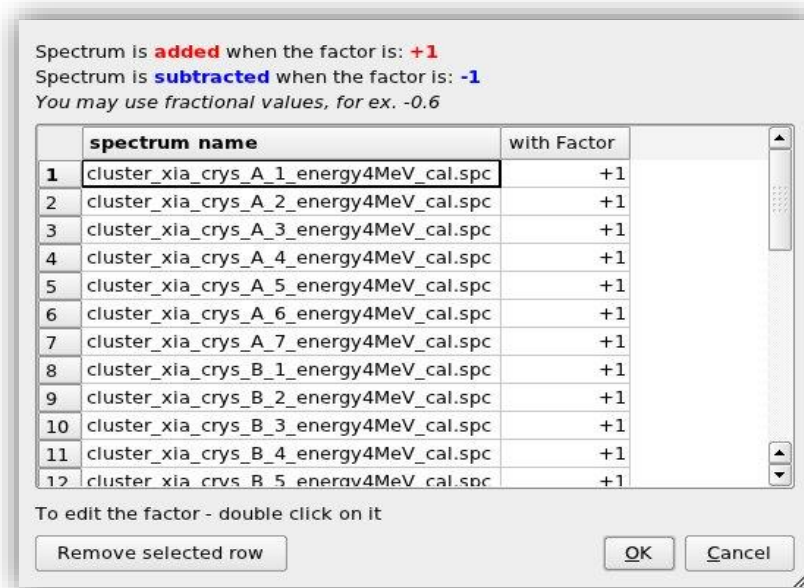 Spectrum is added when the factor is: +1
Spectrum is subtracted when the factor is: -1
You may use fractional values, for ex. -0.6
spectrum name with Factor
1 cluster_xia_crys_A_1_energy4MeV_cal.spc +1
2 cluster_xia_crys_A_2_energy4MeV_cal.spc +1
3 cluster_xia_crys_A_3_energy4MeV_cal.spc +1
4 cluster_xia_crys_A_4_energy4MeV_cal.spc +1
5 cluster_xia_crys_A_5_energy4MeV_cal.spc +1
6 cluster_xia_crys_A_6_energy4MeV_cal.spc +1
7 cluster_xia_crys_A_7_energy4MeV_cal.spc +1
8 cluster_xia_crys_B_1_energy4MeV_cal.spc +1
9 cluster_xia_crys_B_2_energy4MeV_cal.spc +1
10 cluster_xia_crys_B_3_energy4MeV_cal.spc +1
11 cluster_xia_crys_B_4_energy4MeV_cal.spc +1
12 cluster_xia_crys_B_5_energy4MeV_cal.spc +1
To edit the factor - double click on it
Remove selected row OK Cancel